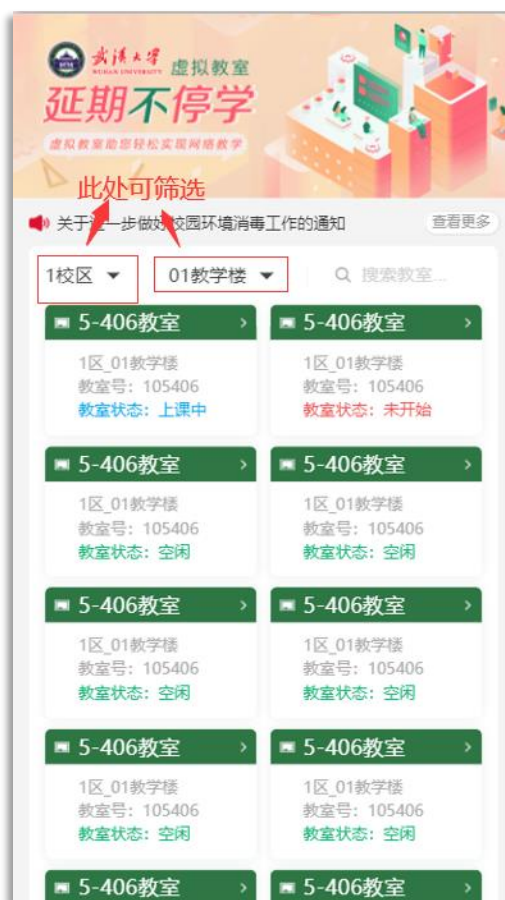 武汉大学 虚拟教室
WUHAN UNIVERSITY
延期不停学
虚拟教室助您轻松实现网络教学
此处可筛选
关于进一步做好校园环境消毒工作的通知 查看更多
1校区 01教学楼 搜索教室...
5-406教室 5-406教室
1区_01教学楼 1区_01教学楼
教室号：105406 教室号：105406
教室状态：上课中 教室状态：未开始
5-406教室 5-406教室
1区_01教学楼 1区_01教学楼
教室号：105406 教室号：105406
教室状态：空闲 教室状态：空闲
5-406教室 5-406教室
1区_01教学楼 1区_01教学楼
教室号：105406 教室号：105406
教室状态：空闲 教室状态：空闲
5-406教室 5-406教室
1区_01教学楼 1区_01教学楼
教室号：105406 教室号：105406
教室状态：空闲 教室状态：空闲
5-406教室 5-406教室